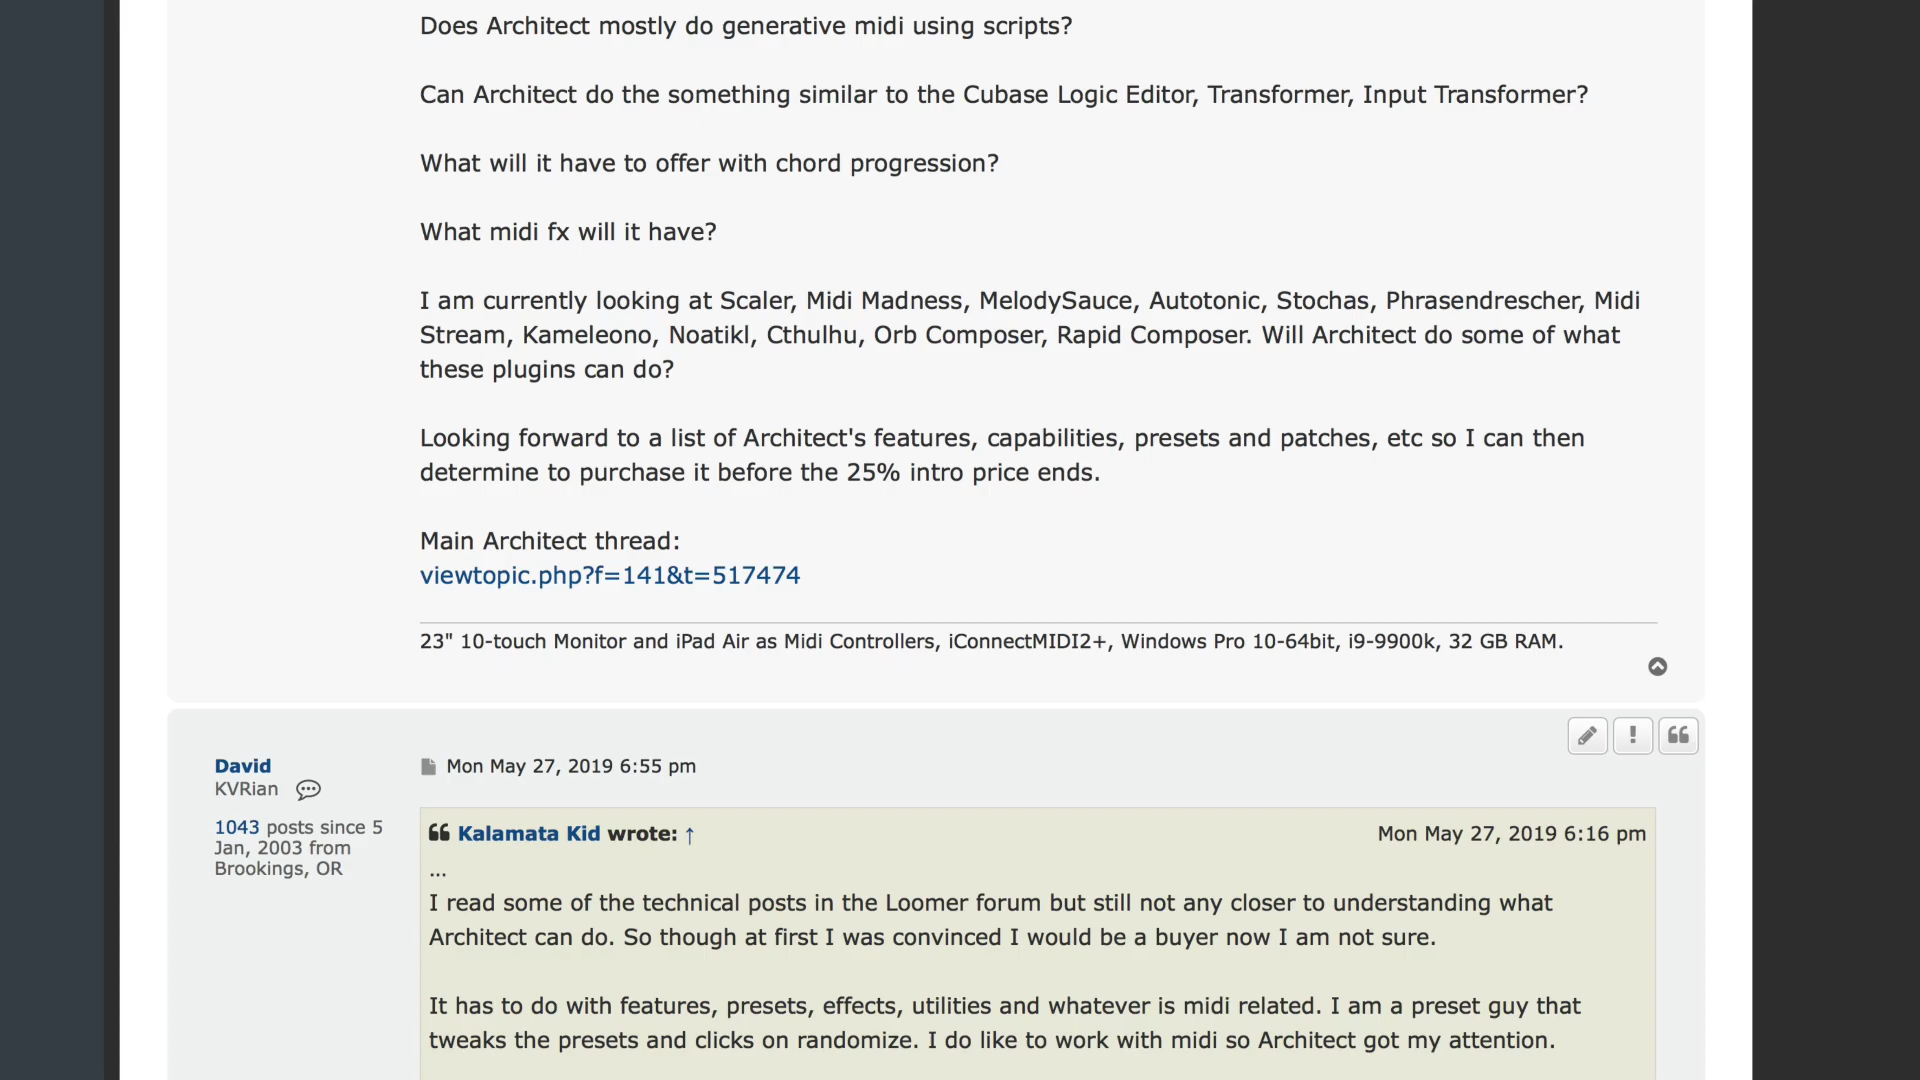 Does Architect mostly do generative midi using scripts?
Can Architect do the something similar to the Cubase Logic Editor, Transformer, Input Transformer?
What will it have to offer with chord progression?
What midi fx will it have?
I am currently looking at Scaler, Midi Madness, MelodySauce, Autotonic, Stochas, Phrasendrescher, Midi
Stream, Kameleono, Noatikl, Cthulhu, Orb Composer, Rapid Composer. Will Architect do some of what
these plugins can do?
Looking forward to a list of Architect's features, capabilities, presets and patches, etc so I can then
determine to purchase it before the 25% intro price ends.
Main Architect thread:
viewtopic.php?f=141&t=517474
23" 10-touch Monitor and iPad Air as Midi Controllers, iConnectMIDI2+, Windows Pro 10-64bit, i9-9900k, 32 GB RAM.
David
KVRian
1043 posts since 5
Jan, 2003 from
Brookings, OR
Mon May 27, 2019 6:55 pm
Kalamata Kid wrote: ↑
Mon May 27, 2019 6:16 pm
...
I read some of the technical posts in the Loomer forum but still not any closer to understanding what
Architect can do. So though at first I was convinced I would be a buyer now I am not sure.
It has to do with features, presets, effects, utilities and whatever is midi related. I am a preset guy that
tweaks the presets and clicks on randomize. I do like to work with midi so Architect got my attention.